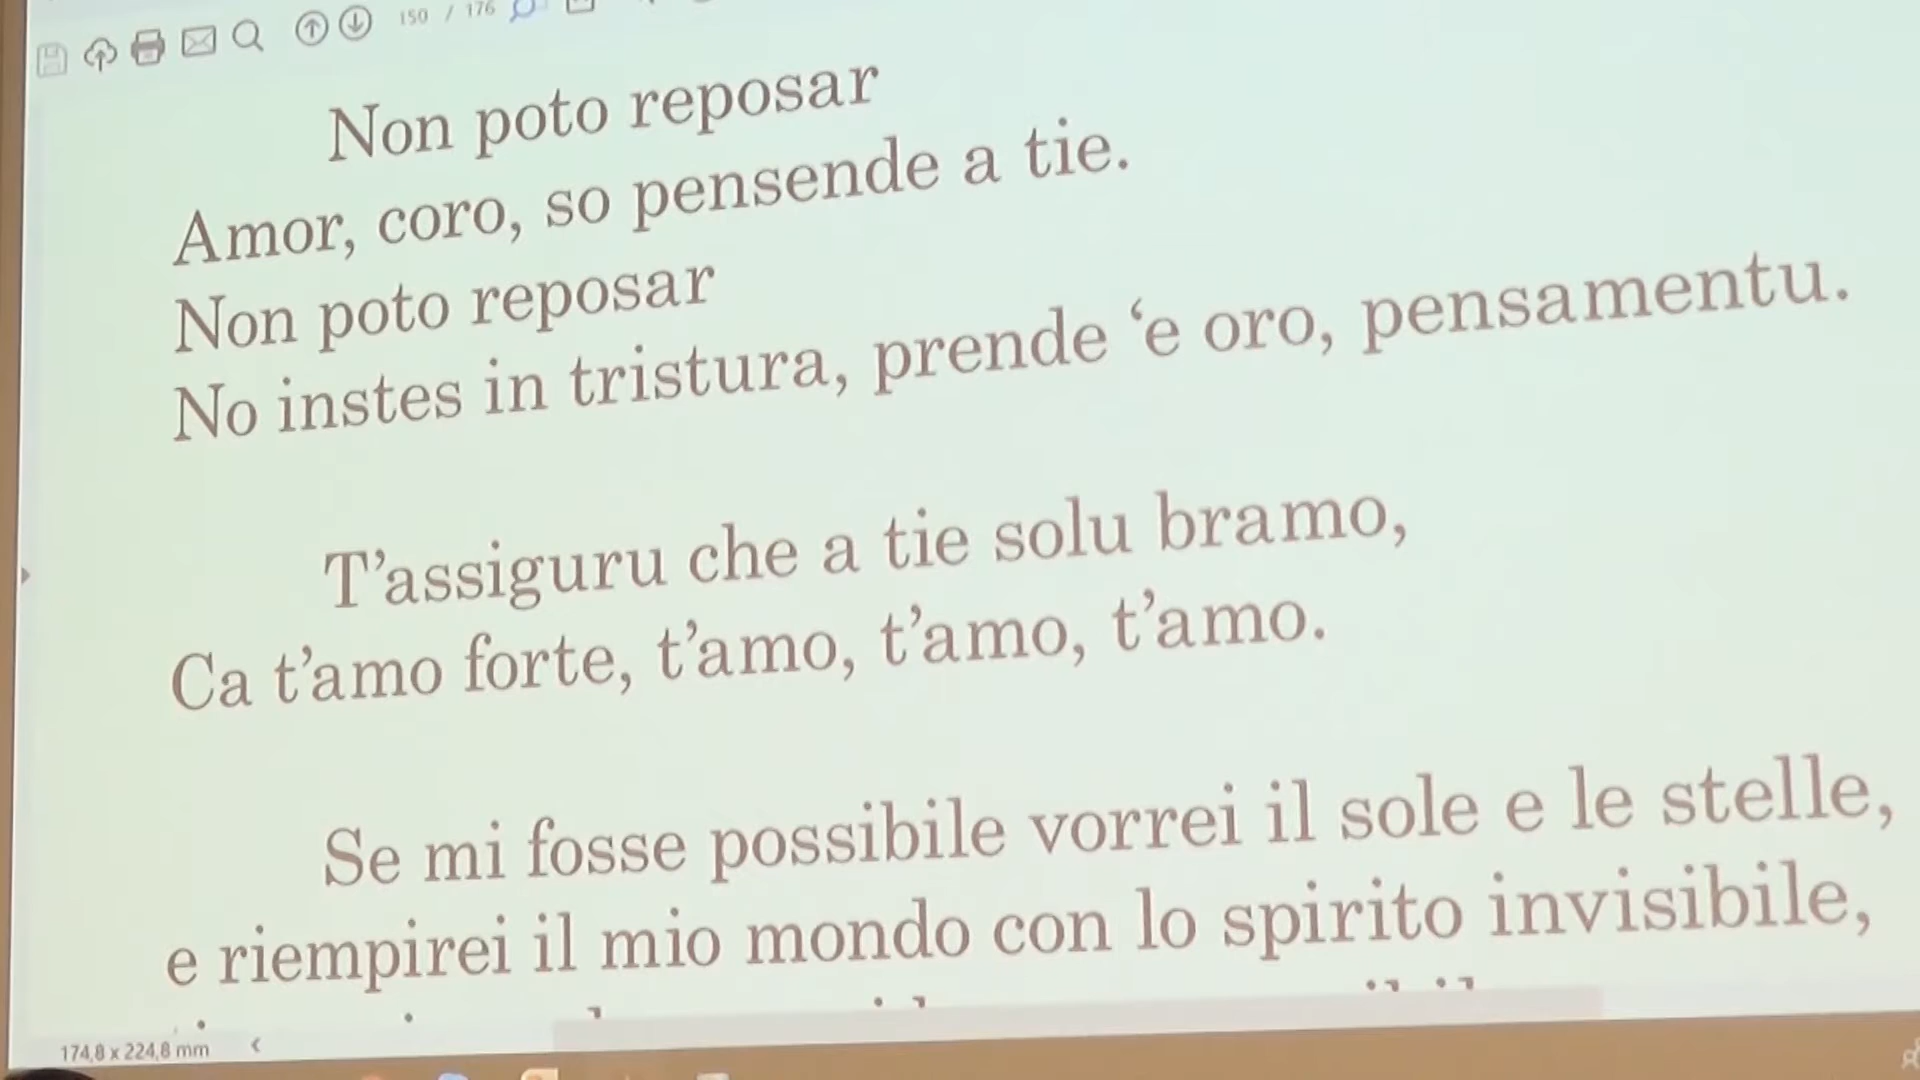 150 / 176
Non poto reposar
Amor, coro, so pensende a tie.
Non poto reposar
No instes in tristura, prende ‘e oro, pensamentu.
T’assiguru che a tie solu bramo,
Ca t’amo forte, t’amo, t’amo, t’amo.
Se mi fosse possibile vorrei il sole e le stelle,
e riempirei il mio mondo con lo spirito invisibile,
174,8 x 224,8 mm